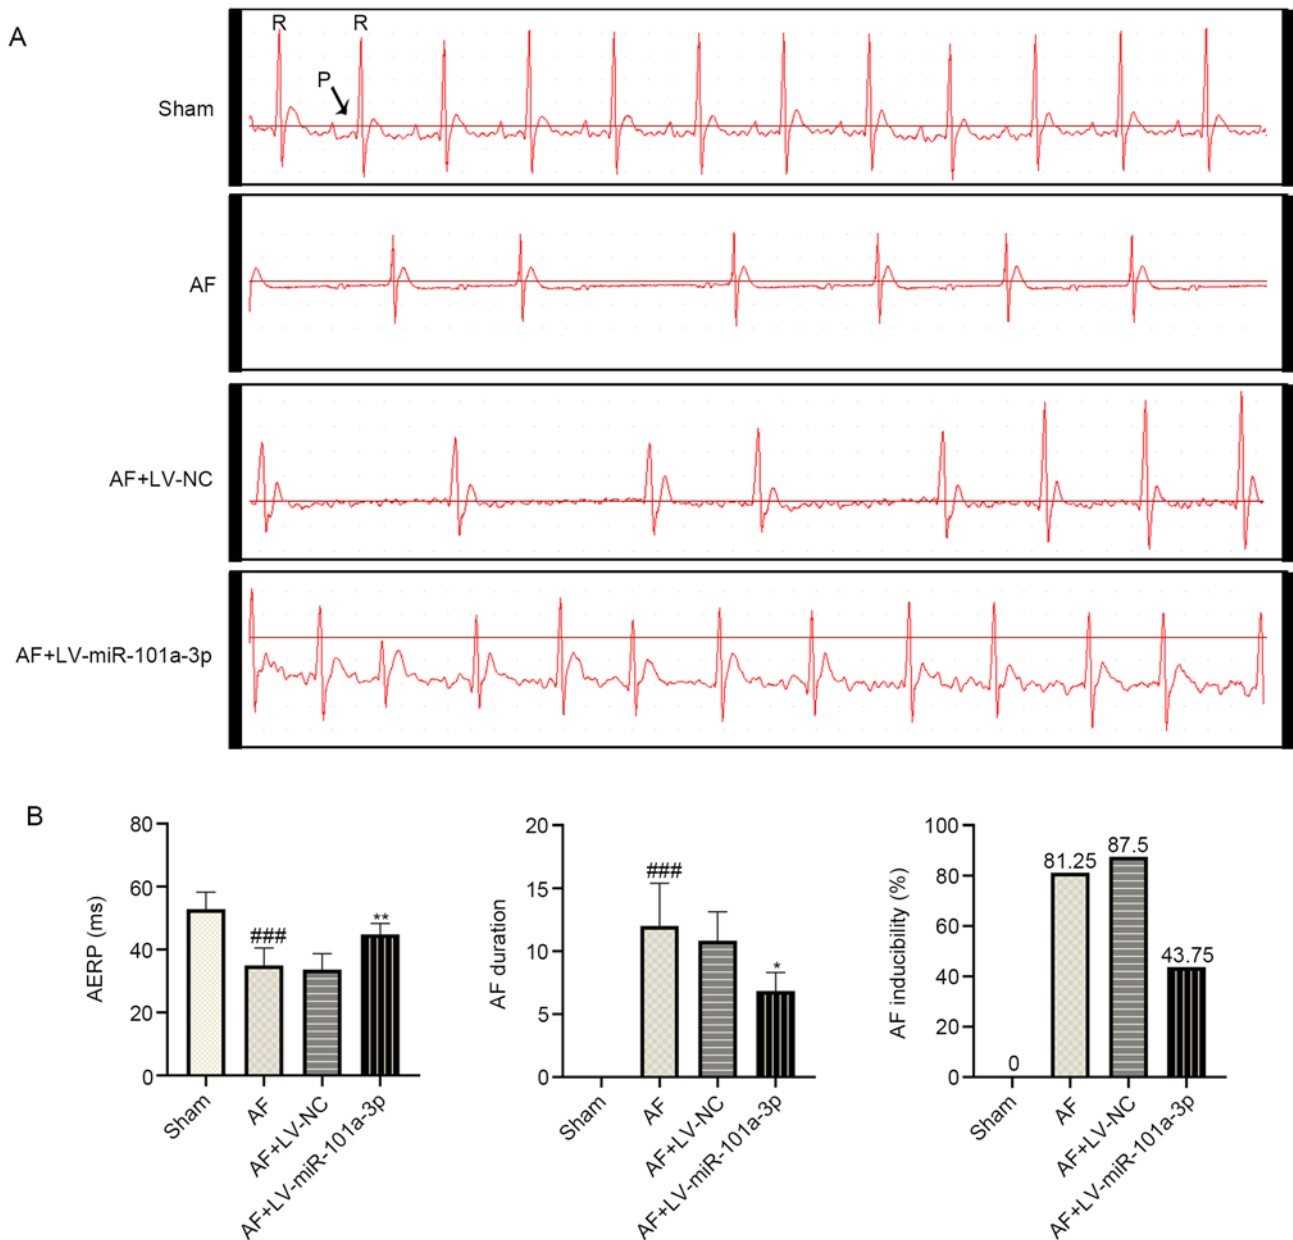 A
R R
P
Sham
AF
AF+LV-NC
AF+LV-miR-101a-3p
B
AERP (ms)
80
60
40
20
0
###
**
Sham
AF
AF+LV-NC
AF+LV-miR-101a-3p
AF duration
20
15
10
5
0
###
*
Sham
AF
AF+LV-NC
AF+LV-miR-101a-3p
AF inducibility (%)
100
80
60
40
20
0
0
81.25
87.5
43.75
Sham
AF
AF+LV-NC
AF+LV-miR-101a-3p